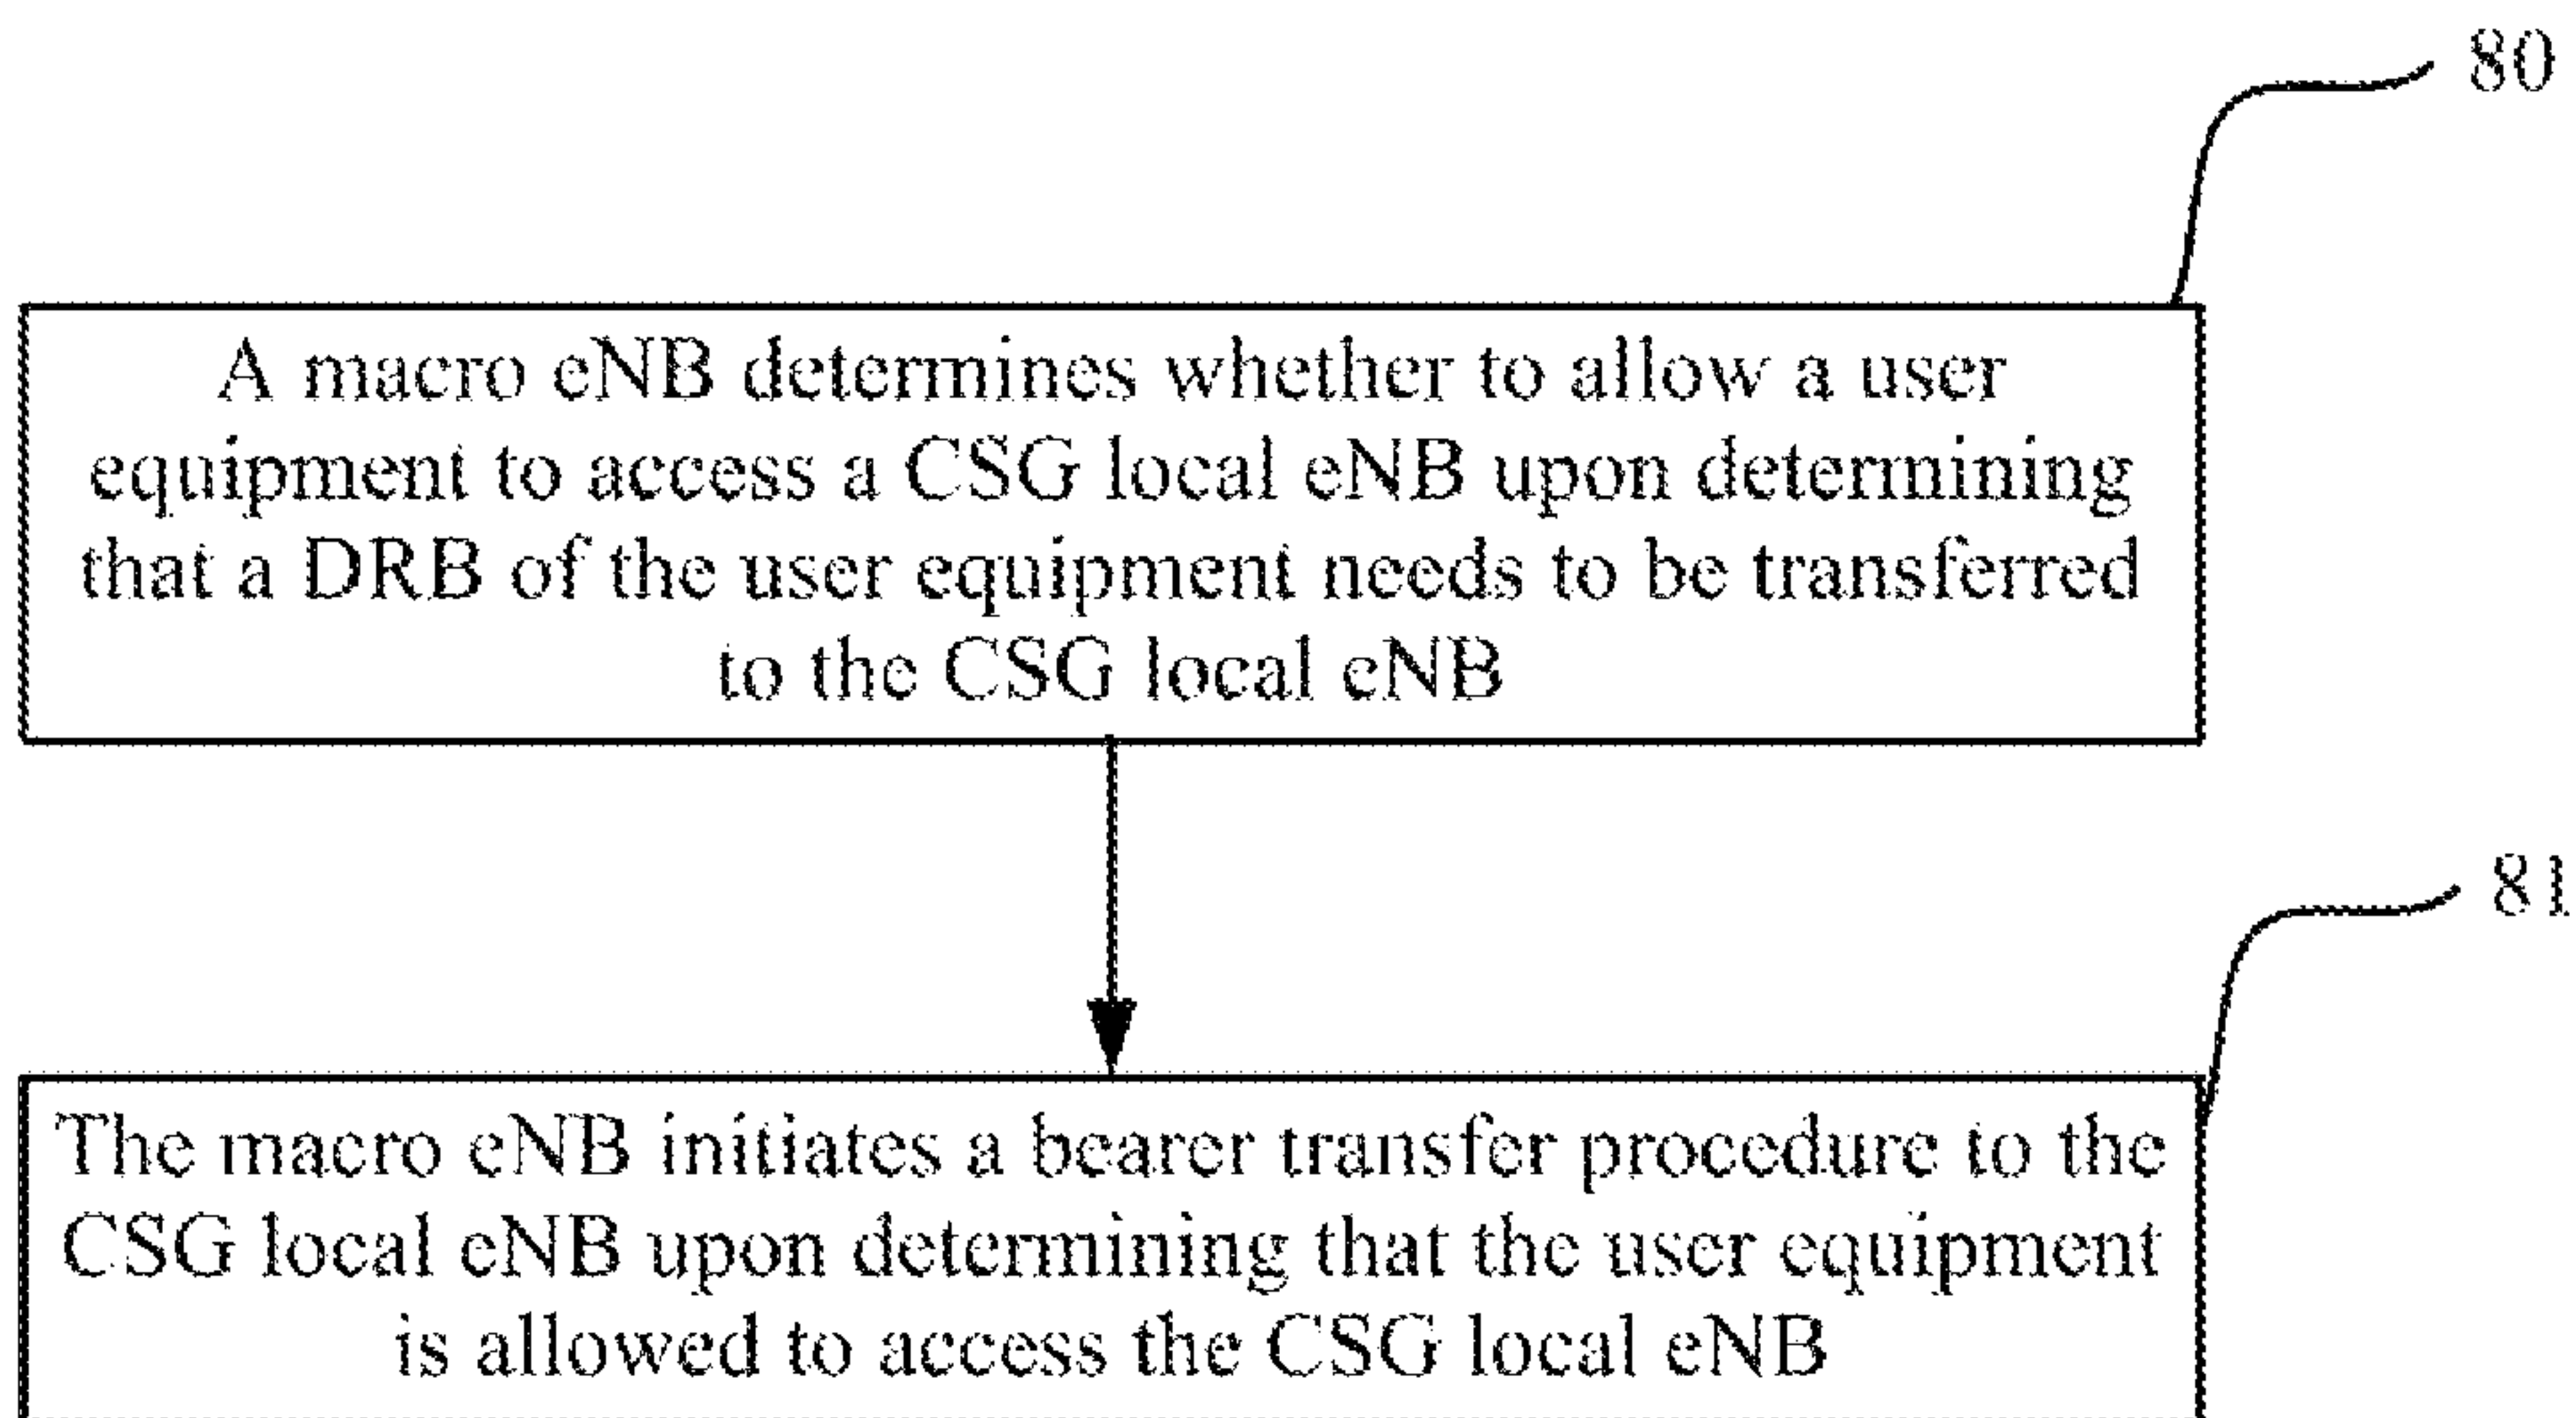 80
A macro eNB determines whether to allow a user
equipment to access a CSG local eNB upon determining
that a DRB of the user equipment needs to be transferred
to the CSG local eNB
81
The macro eNB initiates a bearer transfer procedure to the
CSG local eNB upon determining that the user equipment
is allowed to access the CSG local eNB